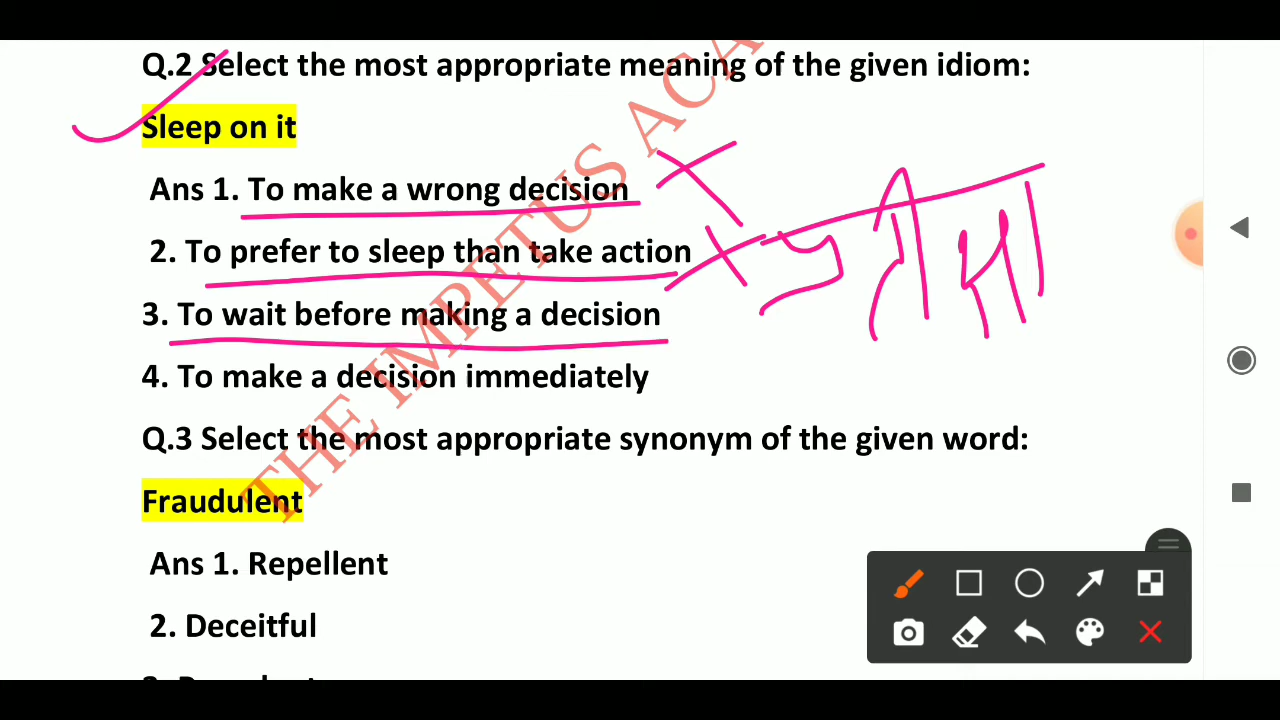 Q.2 Select the most appropriate meaning of the given idiom:
Sleep on it
Ans 1. To make a wrong decision
2. To prefer to sleep than take action
3. To wait before making a decision
4. To make a decision immediately
Q.3 Select the most appropriate synonym of the given word:
Fraudulent
Ans 1. Repellent
2. Deceitful
THE IMPETUS ACA